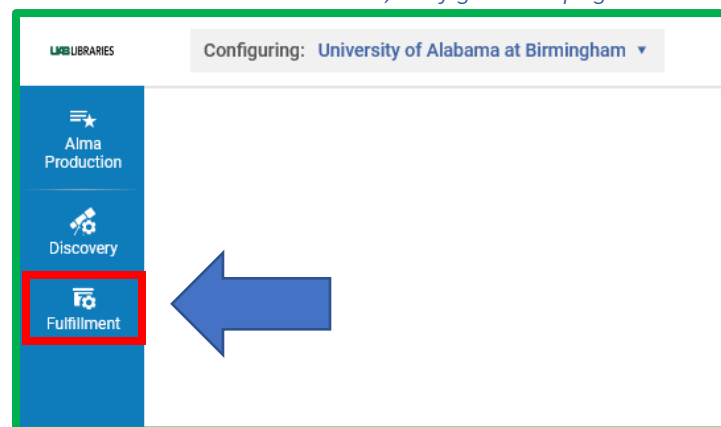 UAB LIBRARIES
Configuring: University of Alabama at Birmingham
Alma
Production
Discovery
Fulfillment